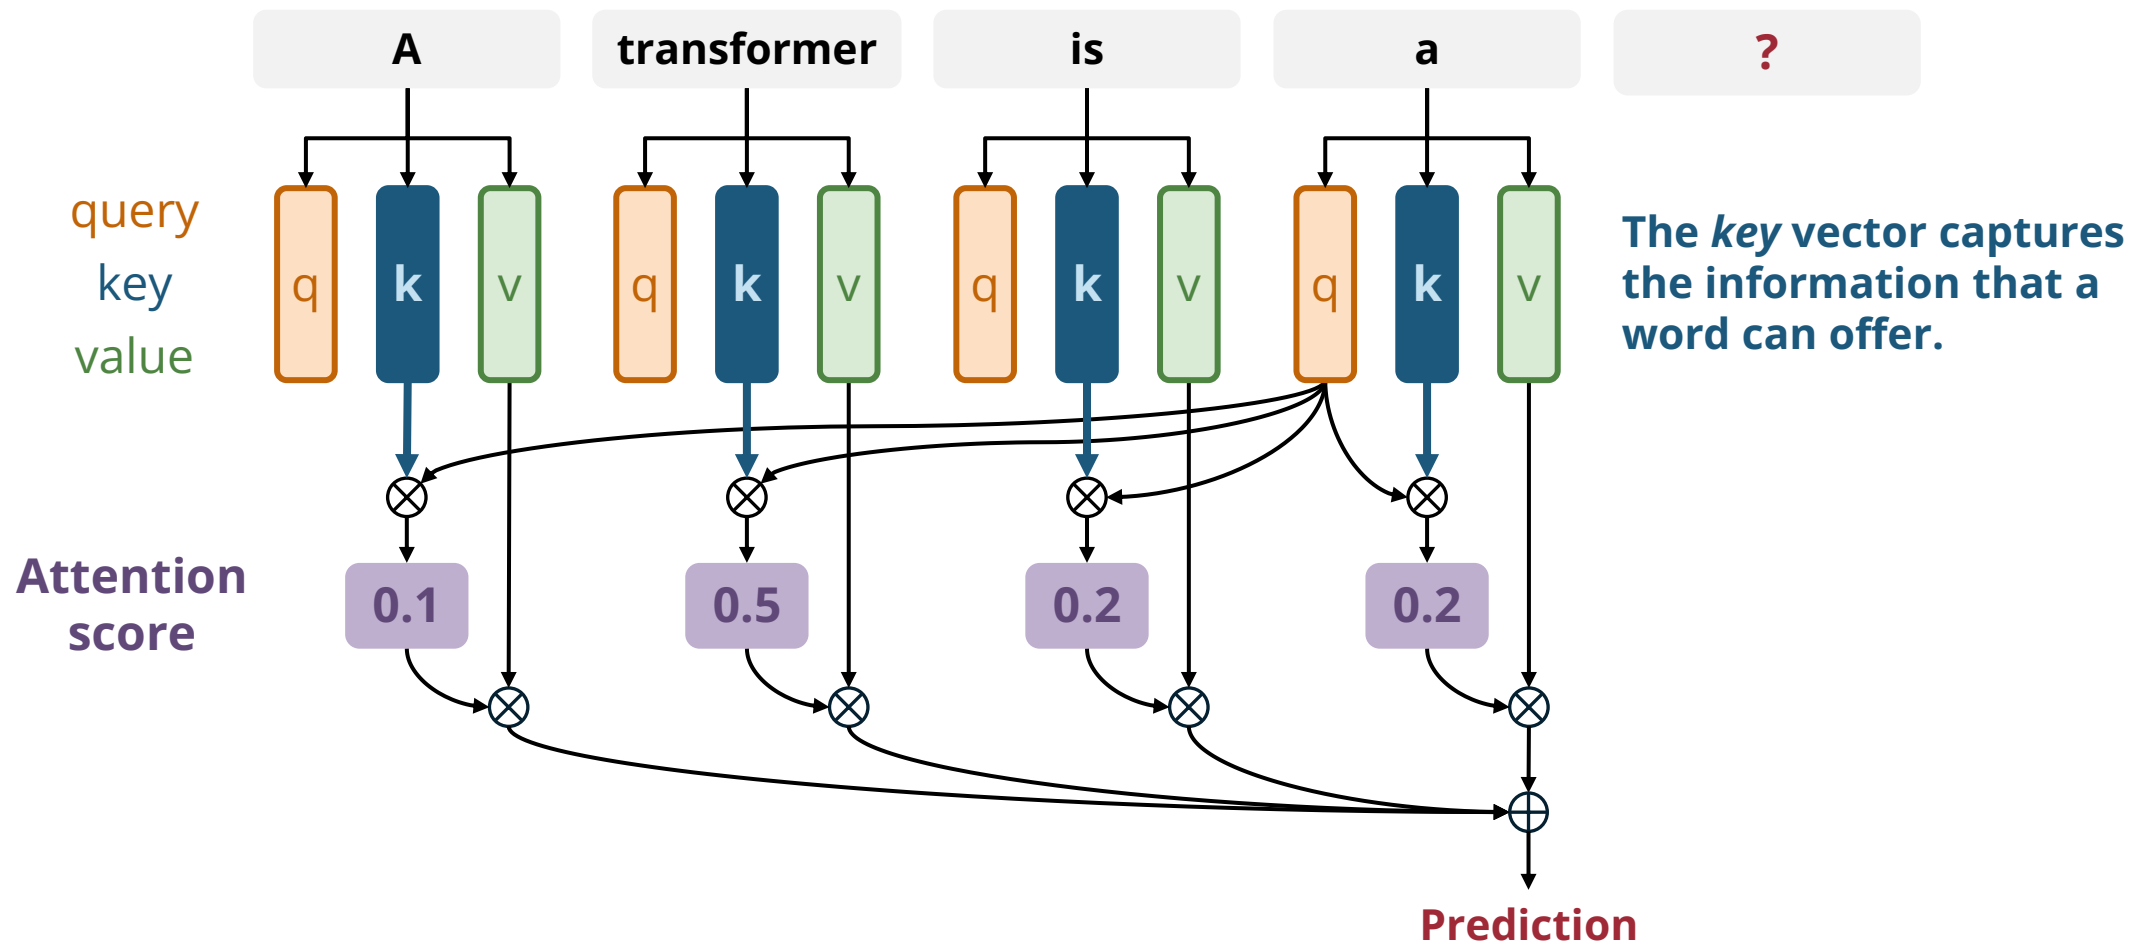 A transformer is a ?
query
key
value
q k v q k v q k v q k v
The key vector captures
the information that a
word can offer.
Attention
score
0.1 0.5 0.2 0.2
Prediction